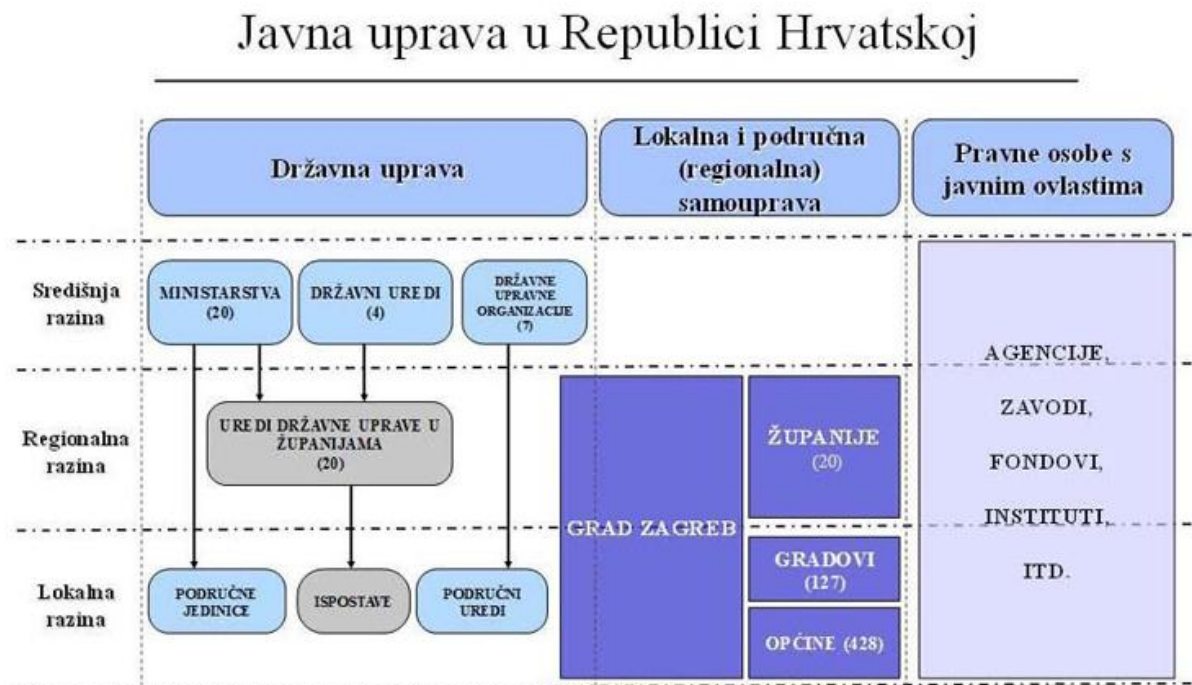 Javna uprava u Republici Hrvatskoj
Državna uprava
Lokalna i područna
(regionalna)
samouprava
Pravne osobe s
javnim ovlastima
Središnja
razina
MINISTARSTVA
(20)
DRŽAVNI UREDI
(4)
DRŽAVNE
UPRAVNE
ORGANIZACIJE
(7)
Regionalna
razina
UREDI DRŽAVNE UPRAVE U
ŽUPANIJAMA
(20)
GRAD ZAGREB
ŽUPANIJE
(20)
Lokalna
razina
PODRUČNE
JEDINICE
ISPOSTAVE
PODRUČNI
UREDI
GRADOVI
(127)
OPĆINE (428)
AGENCIJE,
ZAVODI,
FONDOVI,
INSTITUTI,
ITD.